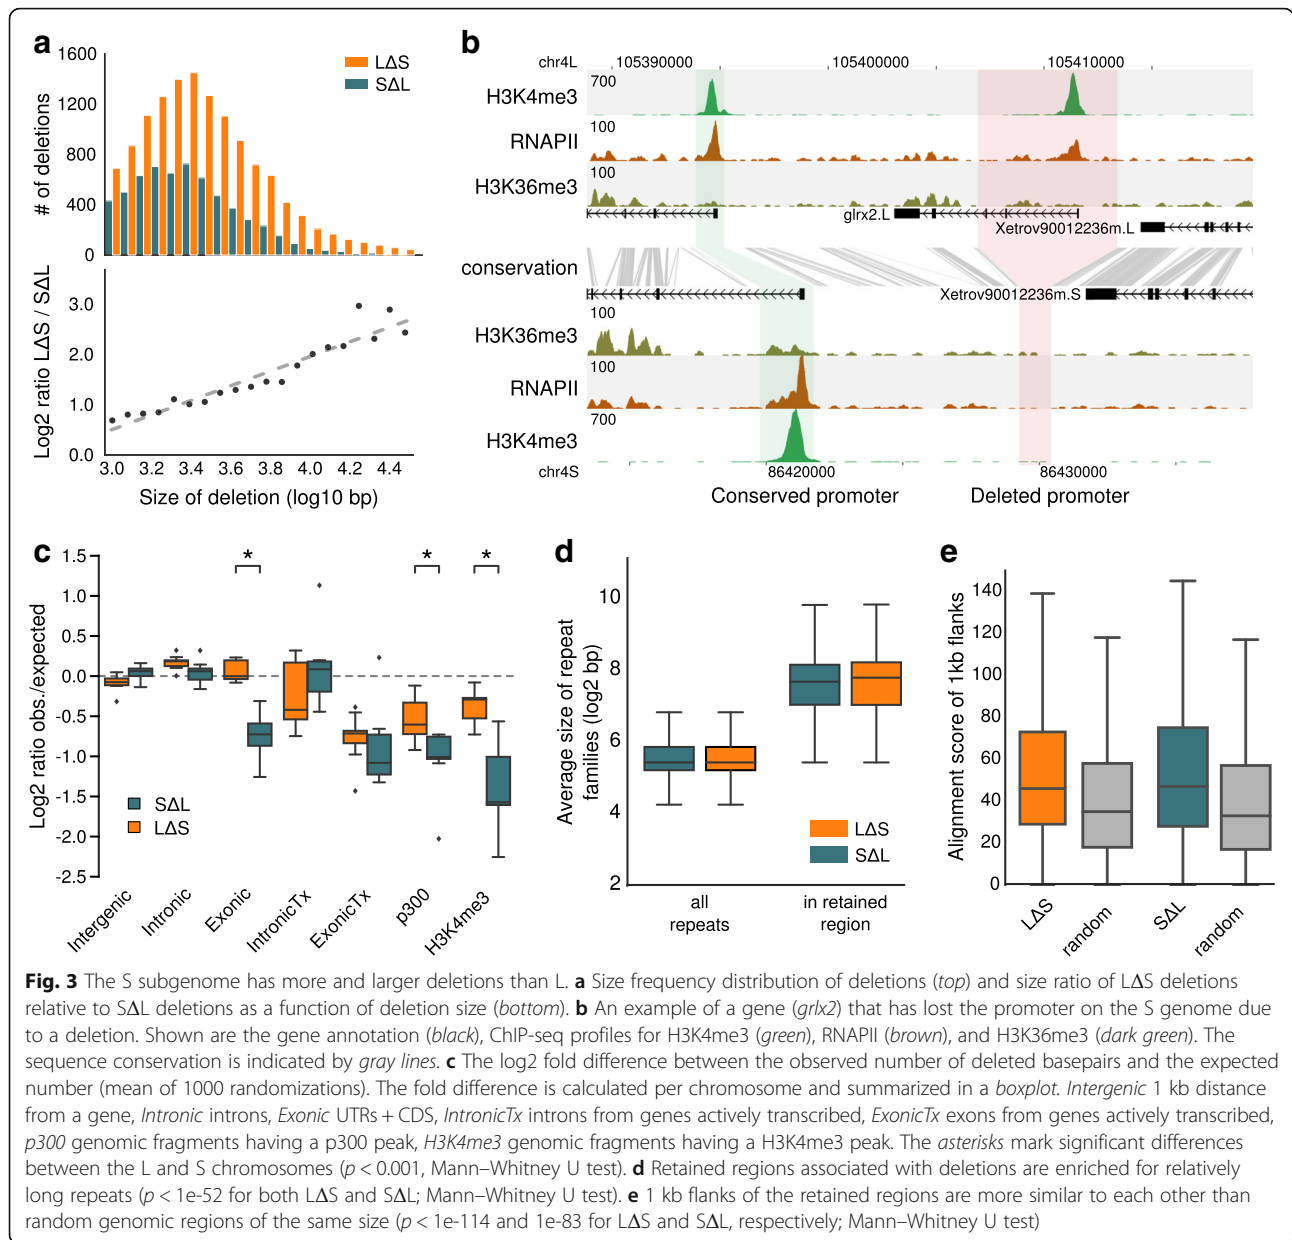 a
1600
1200
800
400
0
# of deletions
LΔS
SΔL
3.0
2.0
1.0
0.0
Log2 ratio LΔS / SΔL
3.0 3.2 3.4 3.6 3.8 4.0 4.2 4.4
Size of deletion (log10 bp)
b
chr4L 105390000 105400000 105410000
H3K4me3 700
RNAPII 100
H3K36me3 100
glrx2.L
Xetrov90012236m.L
conservation
Xetrov90012236m.S
H3K36me3 100
RNAPII 100
H3K4me3 700
chr4S 86420000 86430000
Conserved promoter Deleted promoter
c
1.5
1.0
0.5
0.0
-0.5
-1.0
-1.5
-2.0
-2.5
Log2 ratio obs./expected
* * *
SΔL
LΔS
Intergenic Intronic Exonic IntronicTx ExonicTx p300 H3K4me3
d
10
8
6
4
2
Average size of repeat
families (log2 bp)
LΔS
SΔL
all in retained
repeats region
e
140
120
100
80
60
40
20
0
Alignment score of 1kb flanks
LΔS random SΔL random
Fig. 3 The S subgenome has more and larger deletions than L. a Size frequency distribution of deletions (top) and size ratio of LΔS deletions
relative to SΔL deletions as a function of deletion size (bottom). b An example of a gene (grlx2) that has lost the promoter on the S genome due
to a deletion. Shown are the gene annotation (black), ChIP-seq profiles for H3K4me3 (green), RNAPII (brown), and H3K36me3 (dark green). The
sequence conservation is indicated by gray lines. c The log2 fold difference between the observed number of deleted basepairs and the expected
number (mean of 1000 randomizations). The fold difference is calculated per chromosome and summarized in a boxplot. Intergenic 1 kb distance
from a gene, Intronic introns, Exonic UTRs + CDS, IntronicTx introns from genes actively transcribed, ExonicTx exons from genes actively transcribed,
p300 genomic fragments having a p300 peak, H3K4me3 genomic fragments having a H3K4me3 peak. The asterisks mark significant differences
between the L and S chromosomes (p < 0.001, Mann–Whitney U test). d Retained regions associated with deletions are enriched for relatively
long repeats (p < 1e-52 for both LΔS and SΔL; Mann–Whitney U test). e 1 kb flanks of the retained regions are more similar to each other than
random genomic regions of the same size (p < 1e-114 and 1e-83 for LΔS and SΔL, respectively; Mann–Whitney U test)